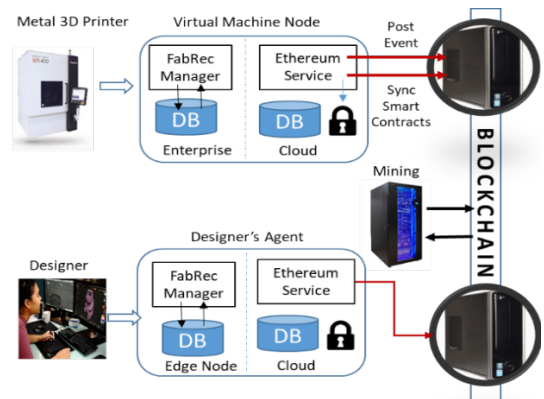 Metal 3D Printer
Virtual Machine Node
Post
Event
FabRec
Manager
Ethereum
Service
DB
DB
Enterprise
Cloud
Sync
Smart
Contracts
BLOCKCHAIN
Mining
Designer's Agent
Designer
FabRec
Manager
Ethereum
Service
DB
DB
Edge Node
Cloud